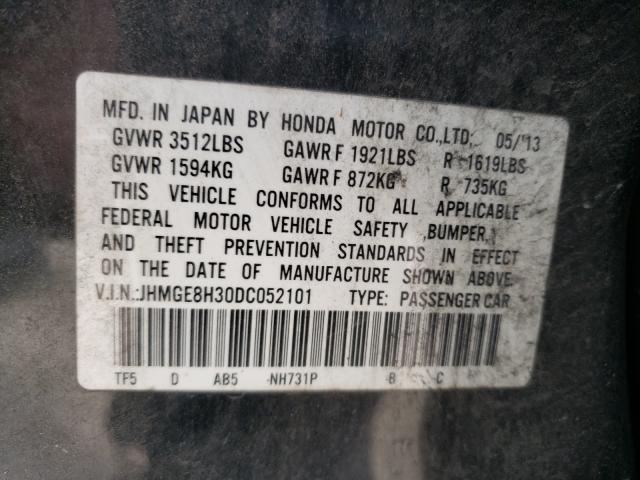 MFD. IN JAPAN BY HONDA MOTOR CO.,LTD. 05/'13
GVWR 3512LBS GAWR F 1921LBS R 1619LBS
GVWR 1594KG GAWR F 872KG R 735KG
THIS VEHICLE CONFORMS TO ALL APPLICABLE
FEDERAL MOTOR VEHICLE SAFETY ,BUMPER,
AND THEFT PREVENTION STANDARDS IN EFFECT
ON THE DATE OF MANUFACTURE SHOWN ABOVE.
V.I.N.:JHMGE8H30DC052101 TYPE: PASSENGER CAR
TF5 D AB5 NH731P B C